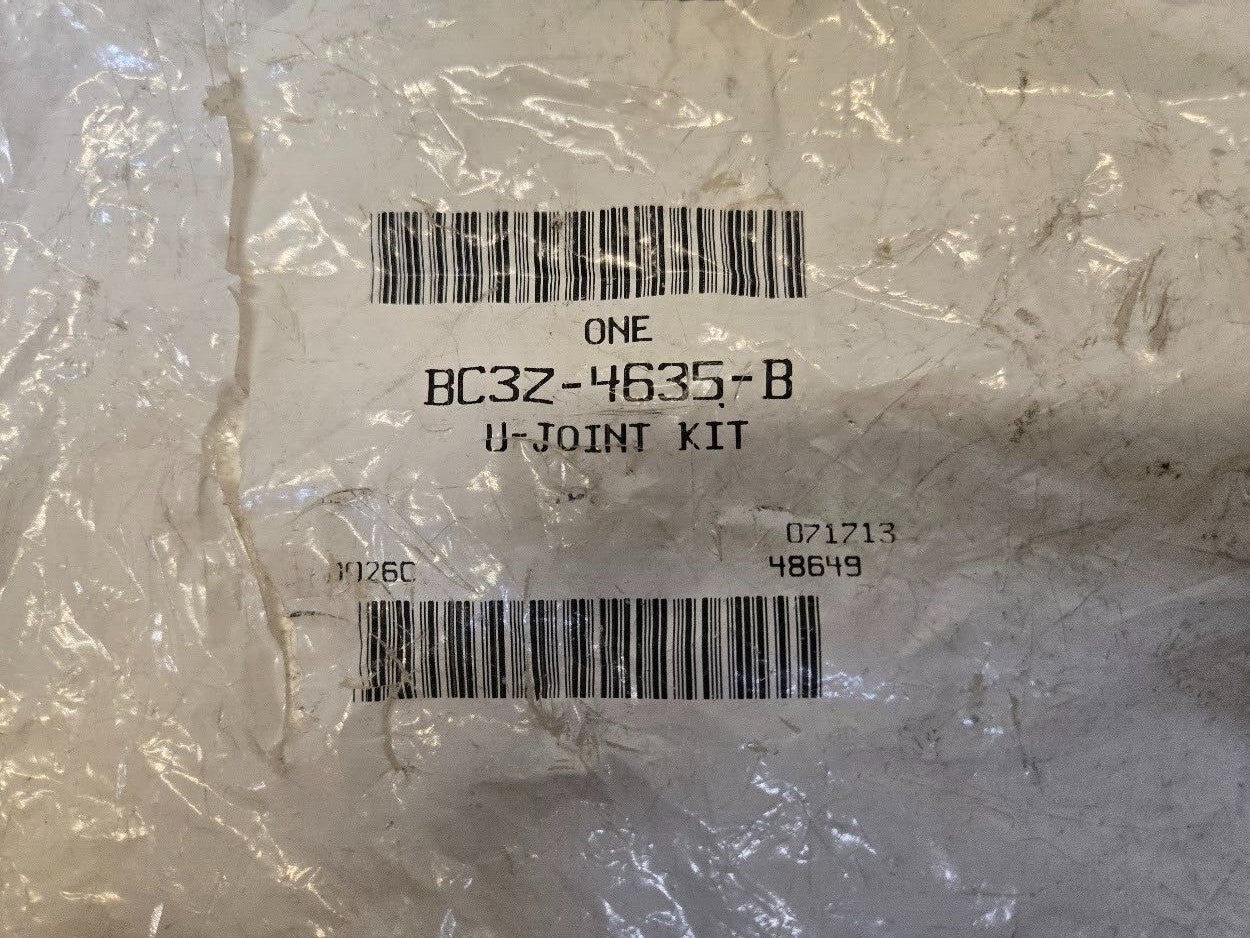 ONE
BC3Z-4635-B
U-JOINT KIT
071713
48649